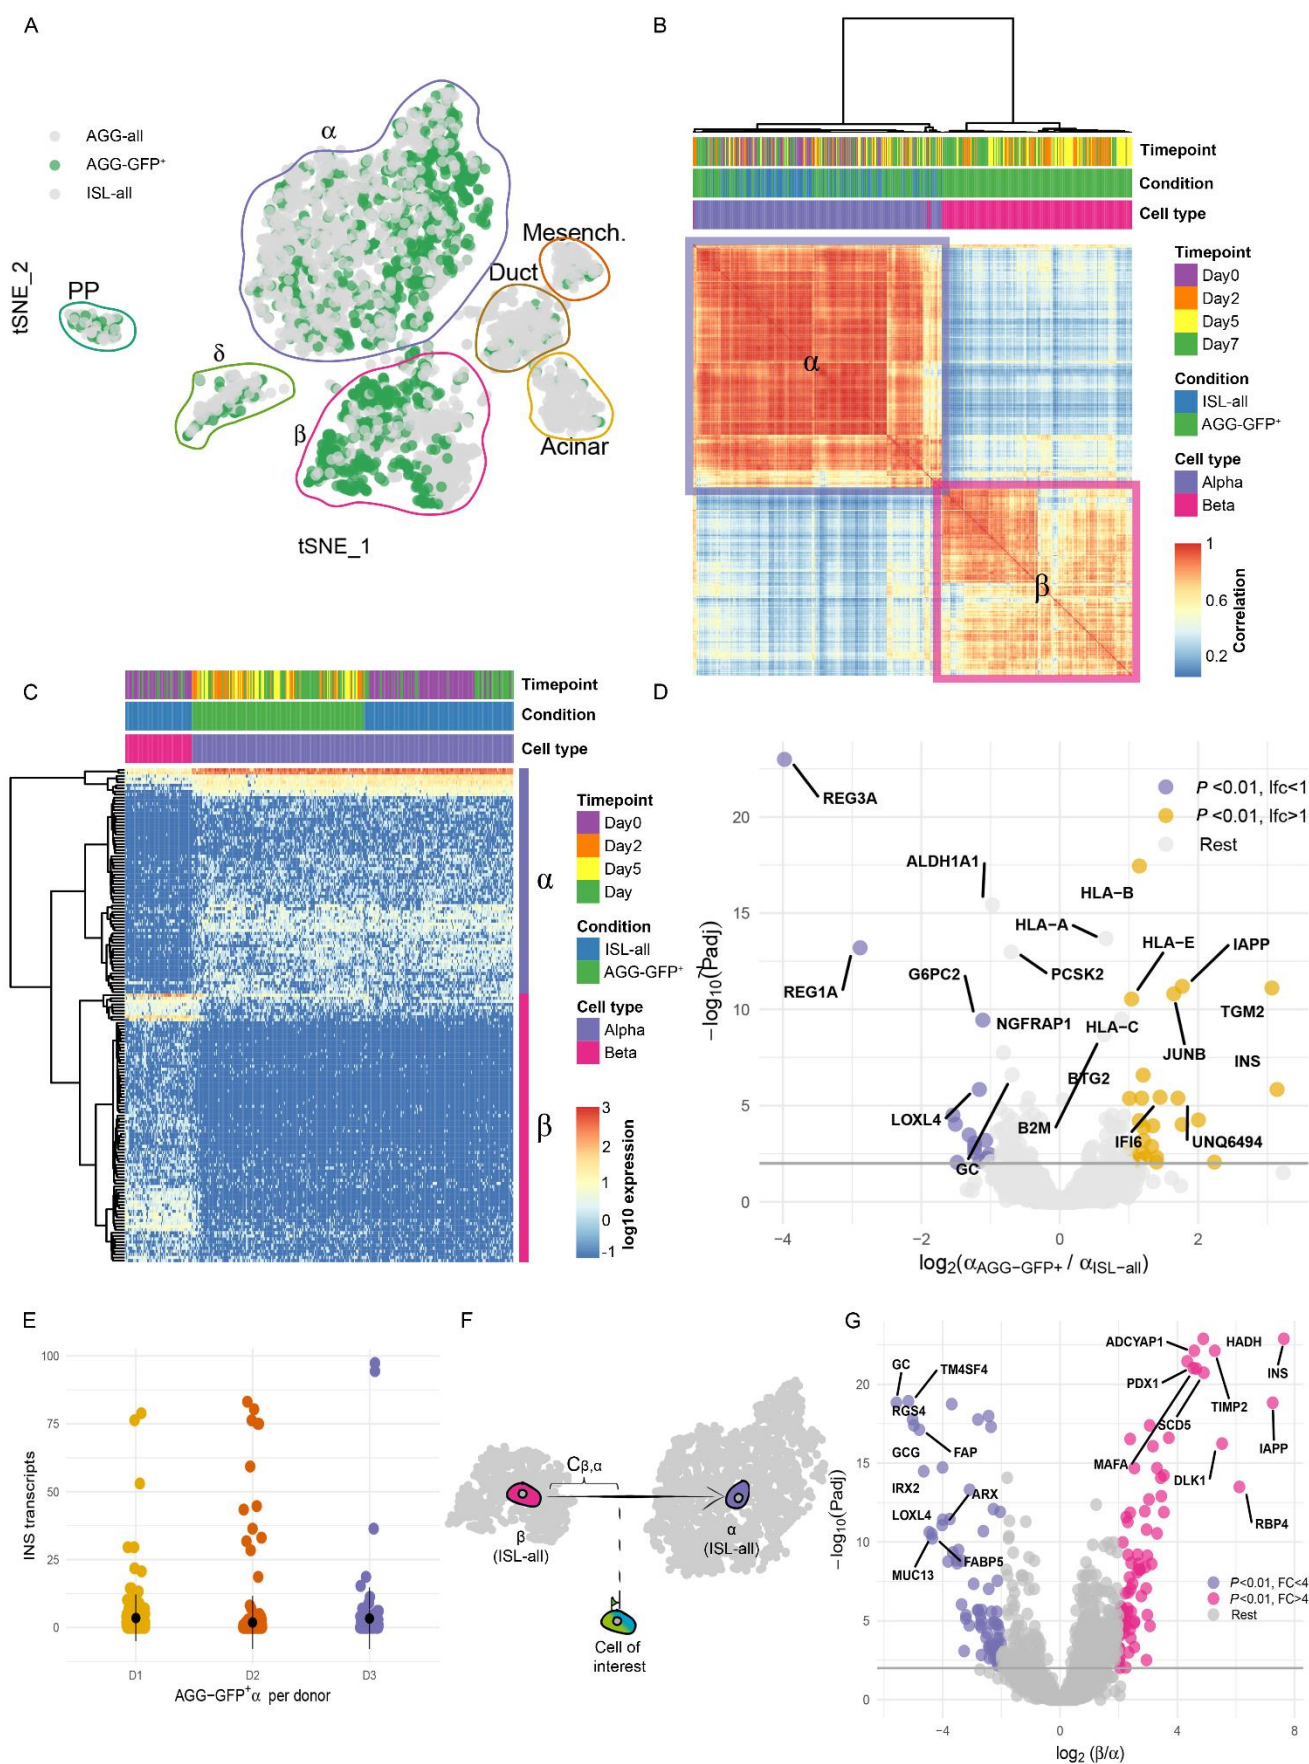 A
AGG-all
AGG-GFP+
ISL-all
α
Mesench.
Duct
PP
δ
β
Acinar
tSNE_2
tSNE_1
B
Timepoint
Condition
Cell type
α
β
Timepoint
Day0
Day2
Day5
Day7
Condition
ISL-all
AGG-GFP+
Cell type
Alpha
Beta
1
0.6
0.2
Correlation
C
Timepoint
Condition
Cell type
α
β
Timepoint
Day0
Day2
Day5
Day
Condition
ISL-all
AGG-GFP+ 7
Cell type
Alpha
Beta
3
2
1
0
-1
log10 expression
D
P <0.01, lfc<1
P <0.01, lfc>1
Rest
REG3A
ALDH1A1
HLA−B
HLA−A
HLA−E
IAPP
G6PC2
PCSK2
REG1A
NGFRAP1
HLA−C
TGM2
JUNB
INS
BTG2
LOXL4
B2M
IFI6
UNQ6494
GC
20
15
10
5
0
−log10(Padj)
−4
−2
0
2
log2(αAGG−GFP+ / αISL−all)
E
100
75
50
25
0
INS transcripts
D1
D2
D3
AGG−GFP+α per donor
F
Cβ,α
β
(ISL-all)
α
(ISL-all)
Cell of
interest
G
ADCYAP1
HADH
GC
TM4SF4
INS
PDX1
RGS4
SCD5
TIMP2
GCG
FAP
IAPP
MAFA
DLK1
IRX2
ARX
LOXL4
RBP4
FABP5
MUC13
P<0.01, FC<4
P<0.01, FC>4
Rest
20
15
10
5
0
−log10(Padj)
−4
0
4
8
log2 (β/α)